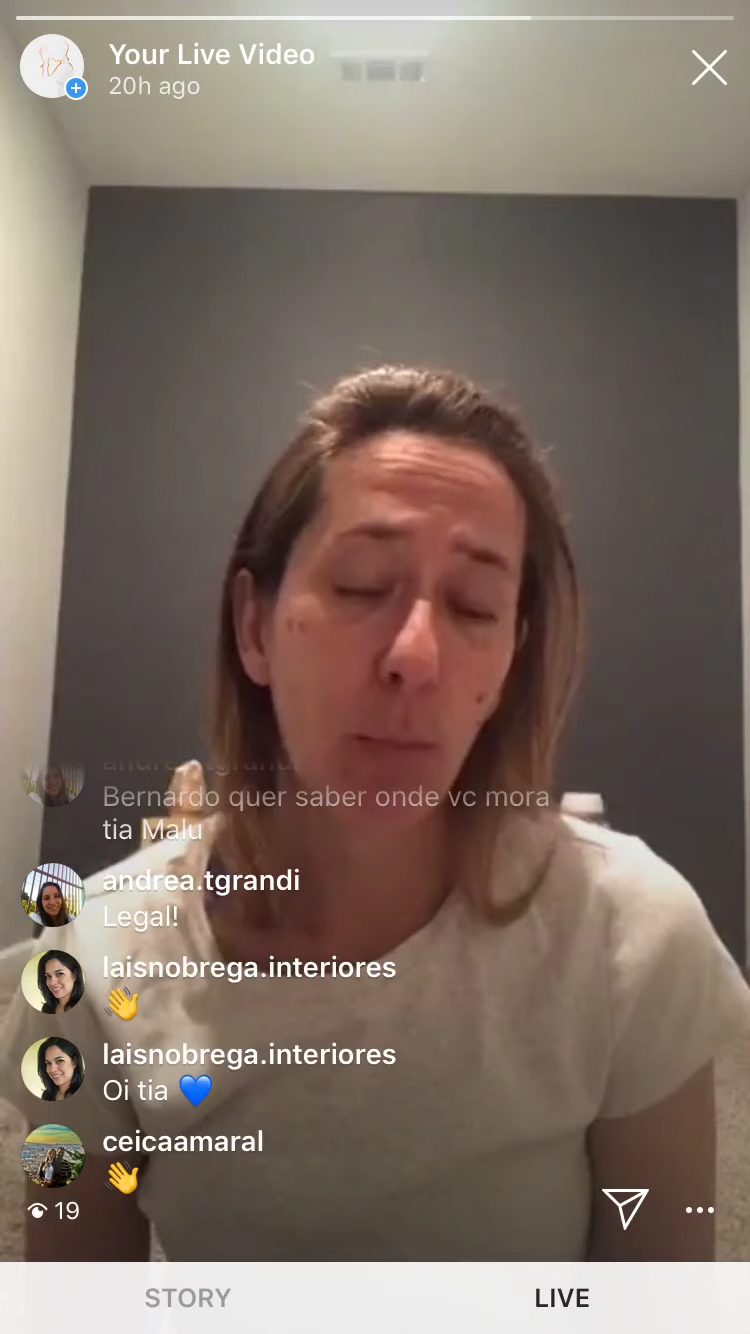 Your Live Video
20h ago
Bernardo quer saber onde vc mora
tia Malu
andrea.tgrandi
Legal!
laisnobrega.interiores
👋
laisnobrega.interiores
Oi tia 💙
ceicaamaral
👋
19
STORY
LIVE